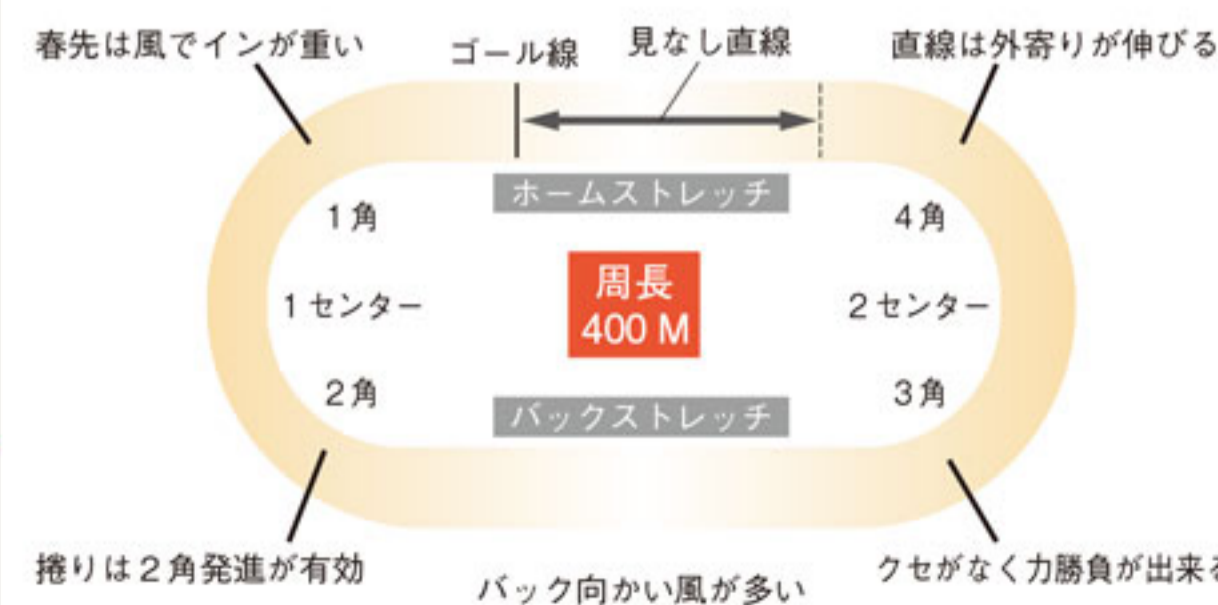 春先は風でインが重い
ゴール線
見なし直線
直線は外寄りが伸びる
ホームストレッチ
1角
4角
周長
400 M
1センター
2センター
2角
3角
バックストレッチ
捲りは2角発進が有効
バック向かい風が多い
クセがなく力勝負が出来る